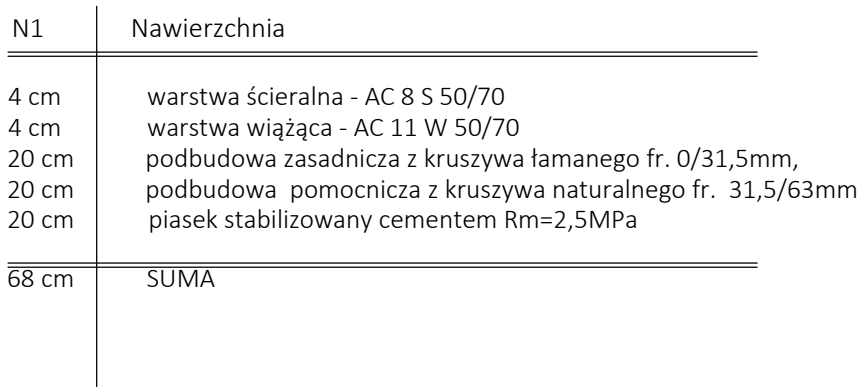 N1 Nawierzchnia
4 cm warstwa ścieralna - AC 8 S 50/70
4 cm warstwa wiążąca - AC 11 W 50/70
20 cm podbudowa zasadnicza z kruszywa łamanego fr. 0/31,5mm,
20 cm podbudowa pomocnicza z kruszywa naturalnego fr. 31,5/63mm
20 cm piasek stabilizowany cementem Rm=2,5MPa
68 cm SUMA